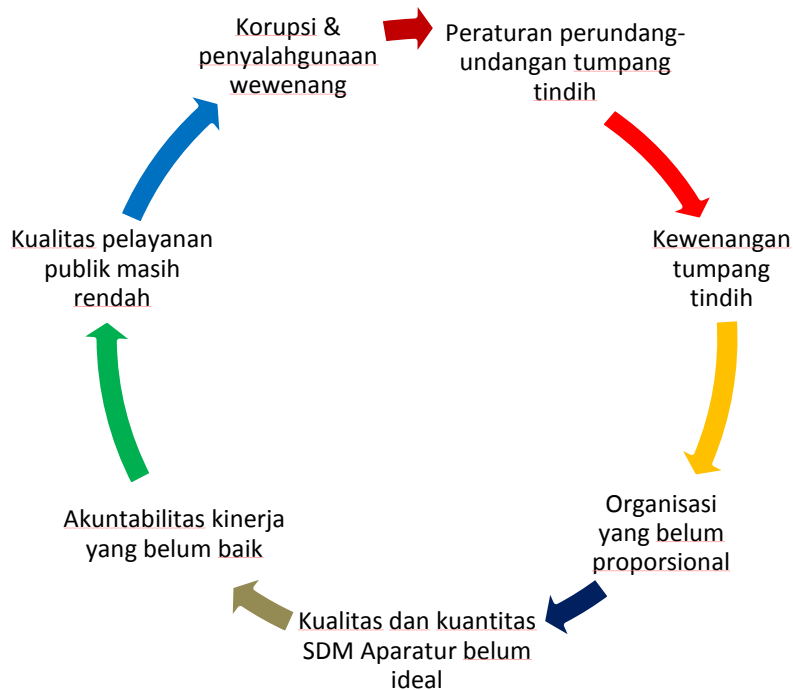 Korupsi &
penyalahgunaan
wewenang
Peraturan perundang-
undangan tumpang
tindih
Kewenangan
tumpang
tindih
Organisasi
yang belum
proporsional
Kualitas dan kuantitas
SDM Aparatur belum
ideal
Akuntabilitas kinerja
yang belum baik
Kualitas pelayanan
publik masih
rendah